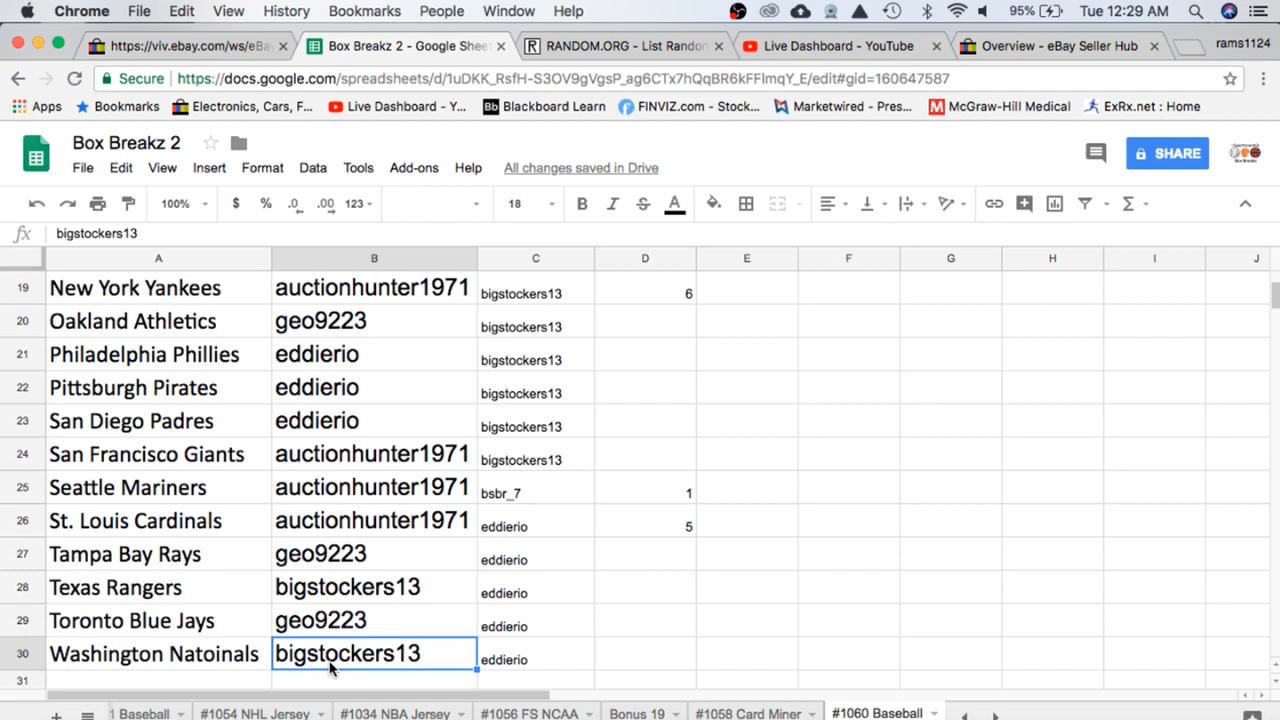 Chrome File Edit View History Bookmarks People Window Help 95% Tue 12:29 AM
https://viv.ebay.com/ws/eBa Box Breakz 2 - Google Sheet RANDOM.ORG - List Random Live Dashboard - YouTube Overview - eBay Seller Hub rams1124
Secure https://docs.google.com/spreadsheets/d/1uDKK_RsfH-S3OV9gVgsP_ag6CTx7hQqBR6kFFlmqY_E/edit#gid=160647587
Apps Bookmarks Electronics, Cars, F... Live Dashboard - Y... Bb Blackboard Learn FINVIZ.com - Stock... Marketwired - Pres... M McGraw-Hill Medical ExRx.net : Home
Box Breakz 2
File Edit View Insert Format Data Tools Add-ons Help All changes saved in Drive SHARE
100% $ % .0 .00 123 18 B I S A Σ
fx bigstockers13
A B C D E F G H I J
19 New York Yankees auctionhunter1971 bigstockers13 6
20 Oakland Athletics geo9223 bigstockers13
21 Philadelphia Phillies eddierio bigstockers13
22 Pittsburgh Pirates eddierio bigstockers13
23 San Diego Padres eddierio bigstockers13
24 San Francisco Giants auctionhunter1971 bigstockers13
25 Seattle Mariners auctionhunter1971 bsbr_7 1
26 St. Louis Cardinals auctionhunter1971 eddierio 5
27 Tampa Bay Rays geo9223 eddierio
28 Texas Rangers bigstockers13 eddierio
29 Toronto Blue Jays geo9223 eddierio
30 Washington Natoinals bigstockers13 eddierio
31
1 Baseball #1054 NHL Jersey #1034 NBA Jersey #1056 FS NCAA Bonus 19 #1058 Card Miner #1060 Baseball